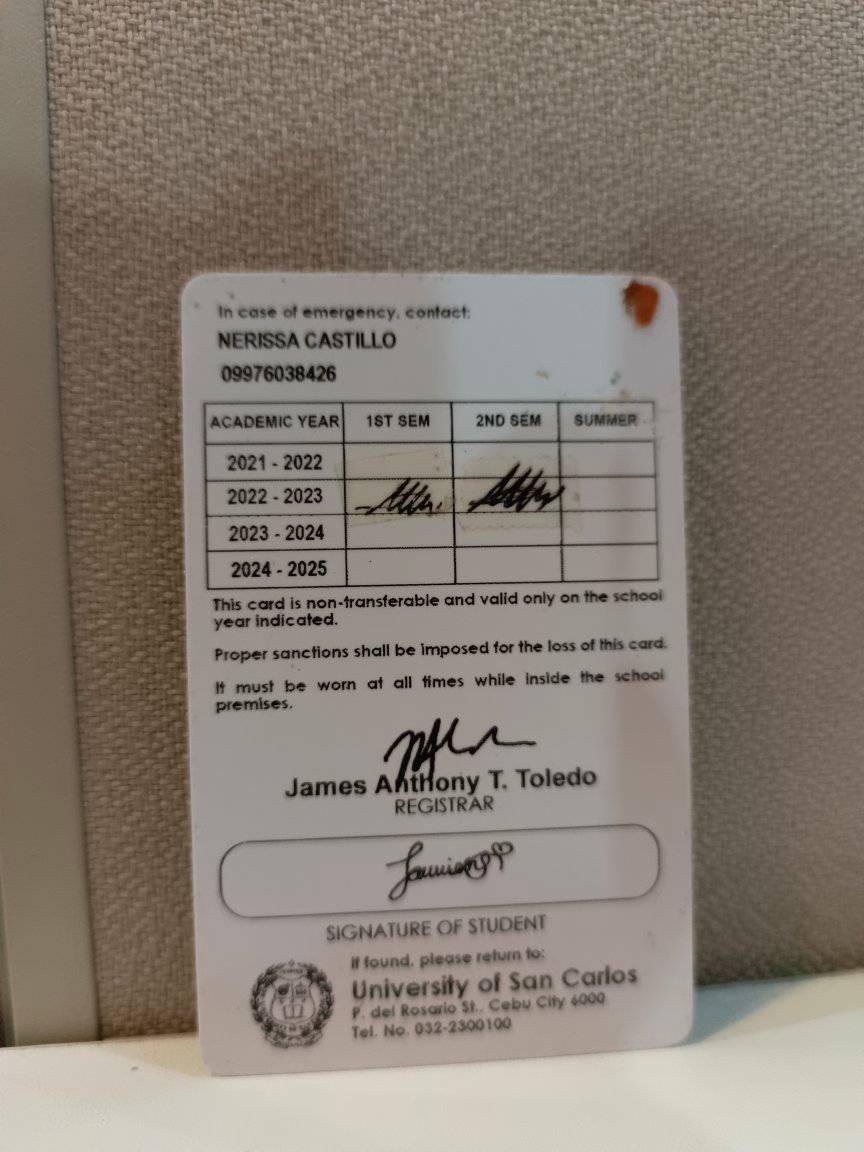 In case of emergency, contact:
NERISSA CASTILLO
09976038426
ACADEMIC YEAR 1ST SEM 2ND SEM SUMMER
2021 - 2022
2022 - 2023
2023 - 2024
2024 - 2025
This card is non-transferable and valid only on the school
year indicated.
Proper sanctions shall be imposed for the loss of this card.
It must be worn at all times while inside the school
premises.
James Anthony T. Toledo
REGISTRAR
SIGNATURE OF STUDENT
If found, please return to:
University of San Carlos
P. del Rosario St., Cebu City 6000
Tel. No. 032-2300100